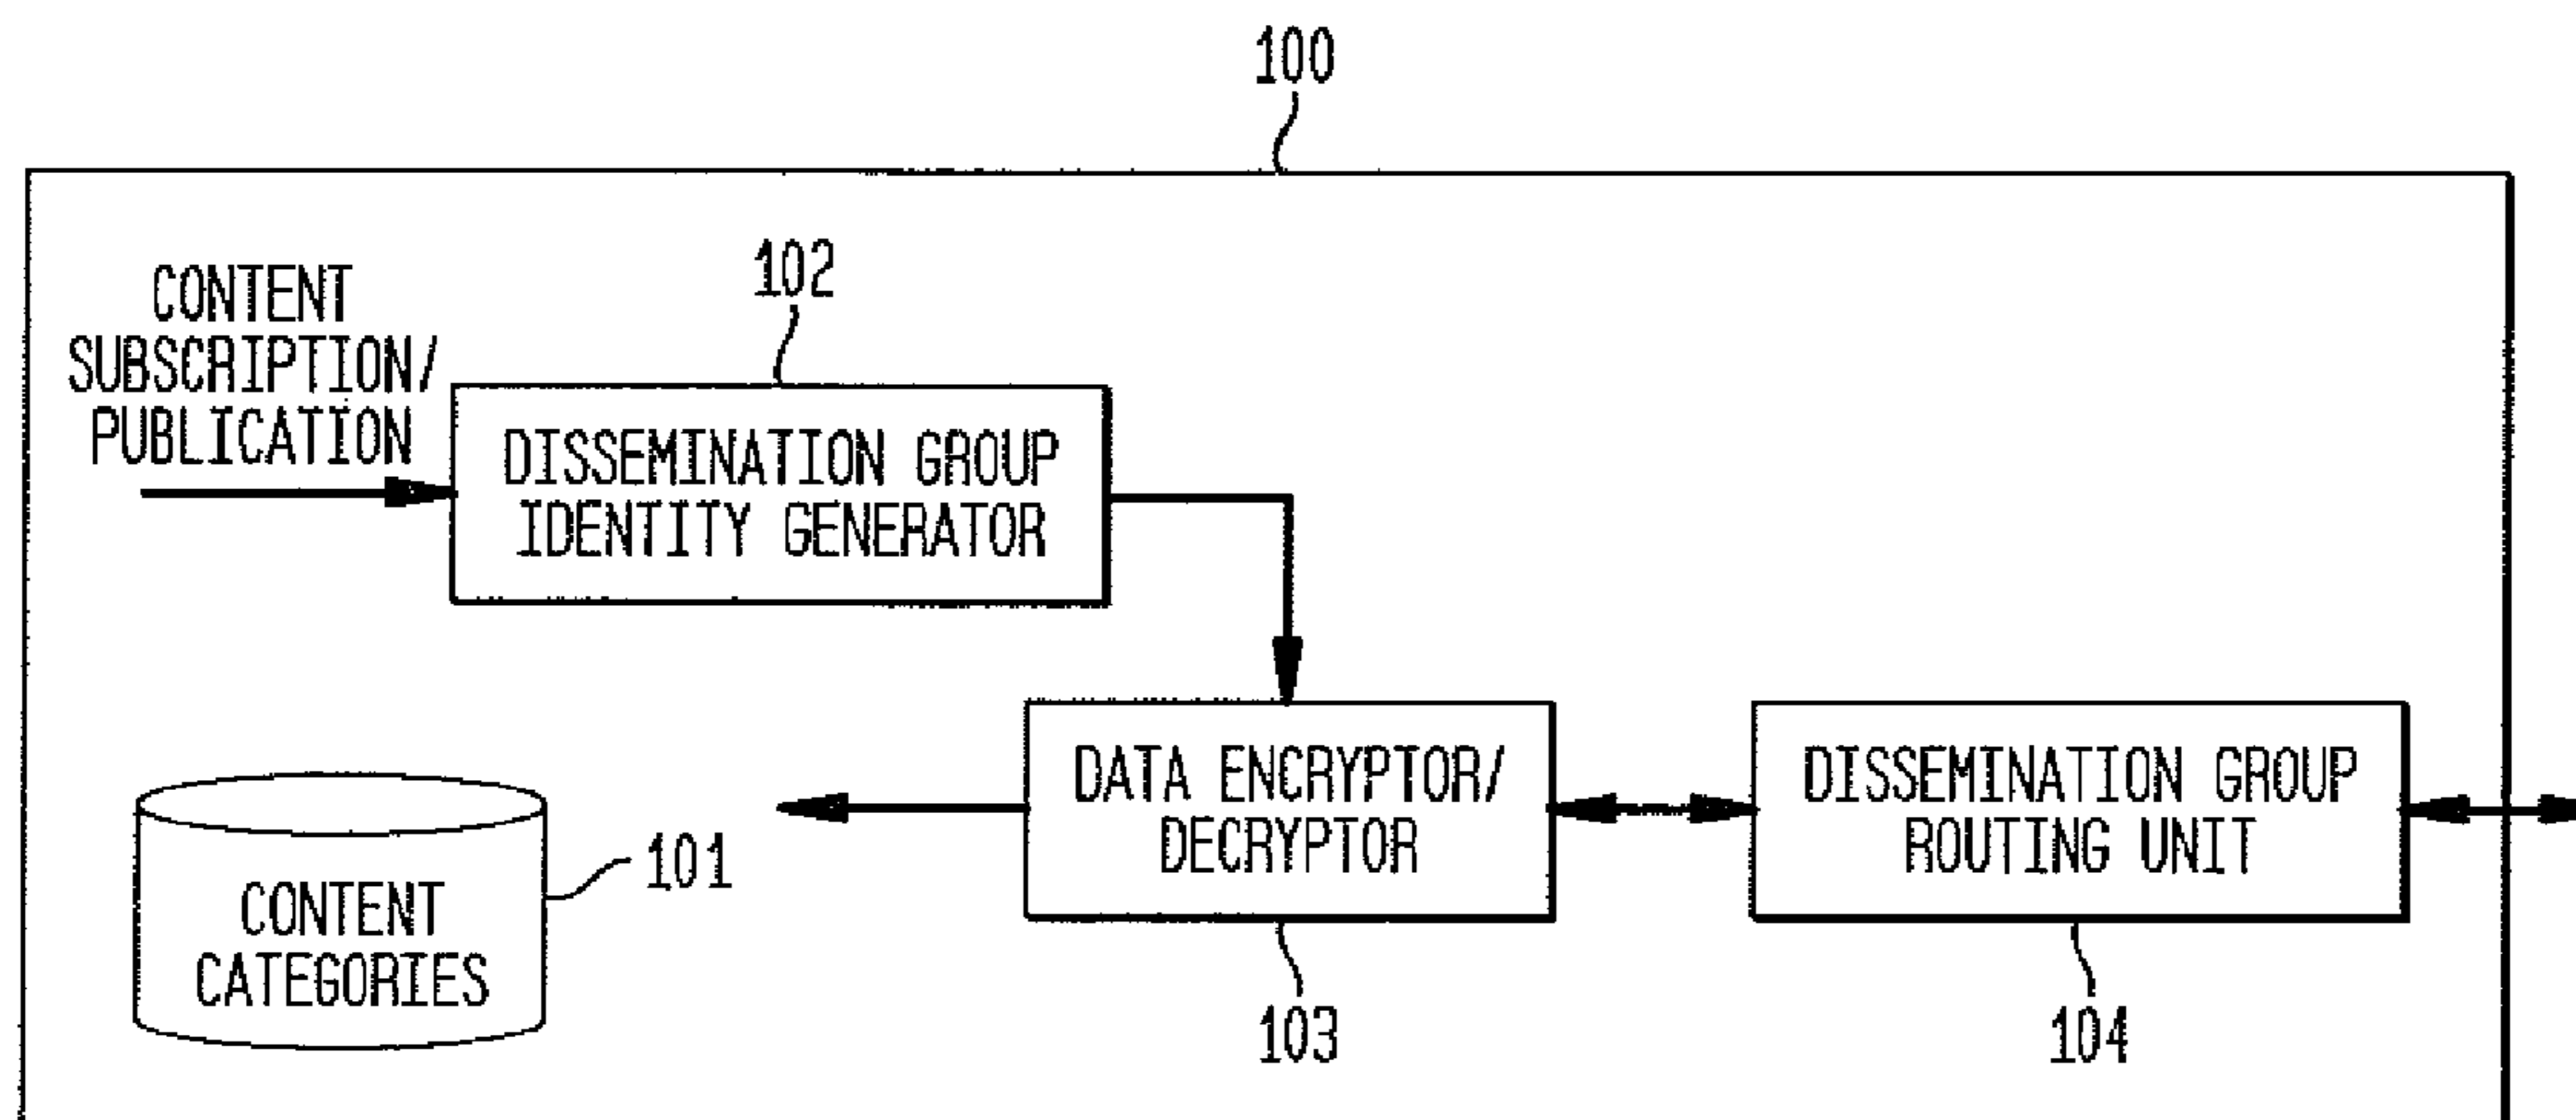 100
102
CONTENT
SUBSCRIPTION/
PUBLICATION
DISSEMINATION GROUP
IDENTITY GENERATOR
DATA ENCRYPTOR/
DECRYPTOR
DISSEMINATION GROUP
ROUTING UNIT
101
CONTENT
CATEGORIES
103
104